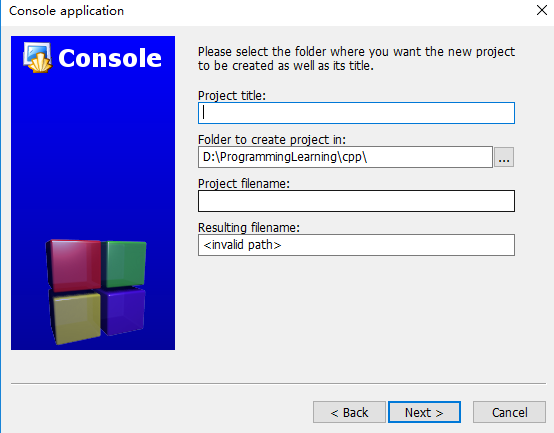 Console application
Console
Please select the folder where you want the new project
to be created as well as its title.
Project title:
Folder to create project in:
D:\ProgrammingLearning\cpp\
...
Project filename:
Resulting filename:
<invalid path>
< Back
Next >
Cancel